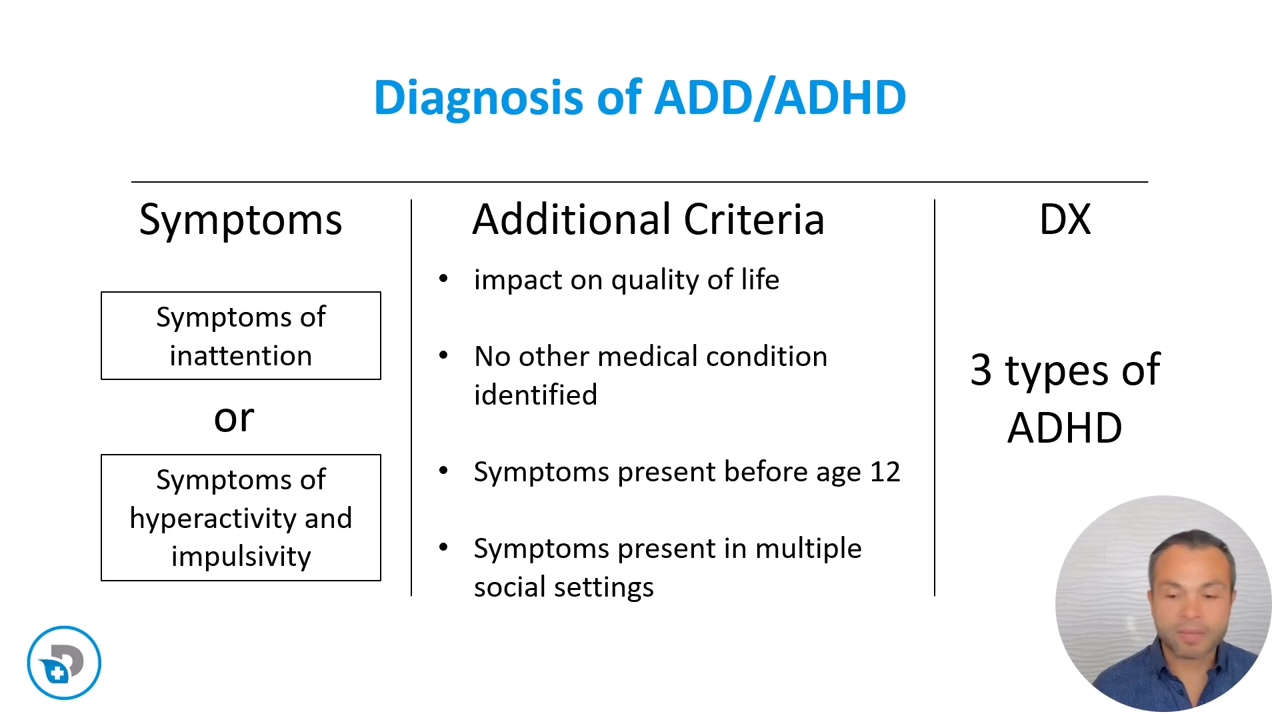 Diagnosis of ADD/ADHD
Symptoms
Symptoms of
inattention
or
Symptoms of
hyperactivity and
impulsivity
Additional Criteria
• impact on quality of life
• No other medical condition
identified
• Symptoms present before age 12
• Symptoms present in multiple
social settings
DX
3 types of
ADHD